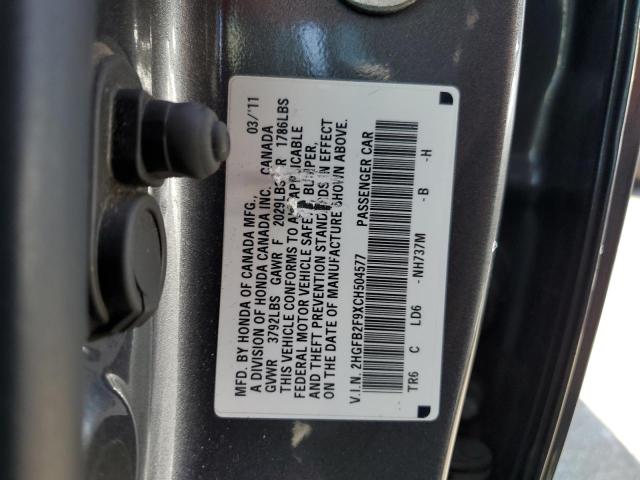 MFD. BY HONDA OF CANADA MFG., 03/'11
A DIVISION OF HONDA CANADA INC., CANADA
GVWR 3792LBS GAWR F 2029LBS R 1786LBS
THIS VEHICLE CONFORMS TO ALL APPLICABLE
FEDERAL MOTOR VEHICLE SAFETY, BUMPER,
AND THEFT PREVENTION STANDARDS IN EFFECT
ON THE DATE OF MANUFACTURE SHOWN ABOVE.
V.I.N. 2HGFB2F9XCH504577 PASSENGER CAR
TR6 C LD6 -NH737M -B -H